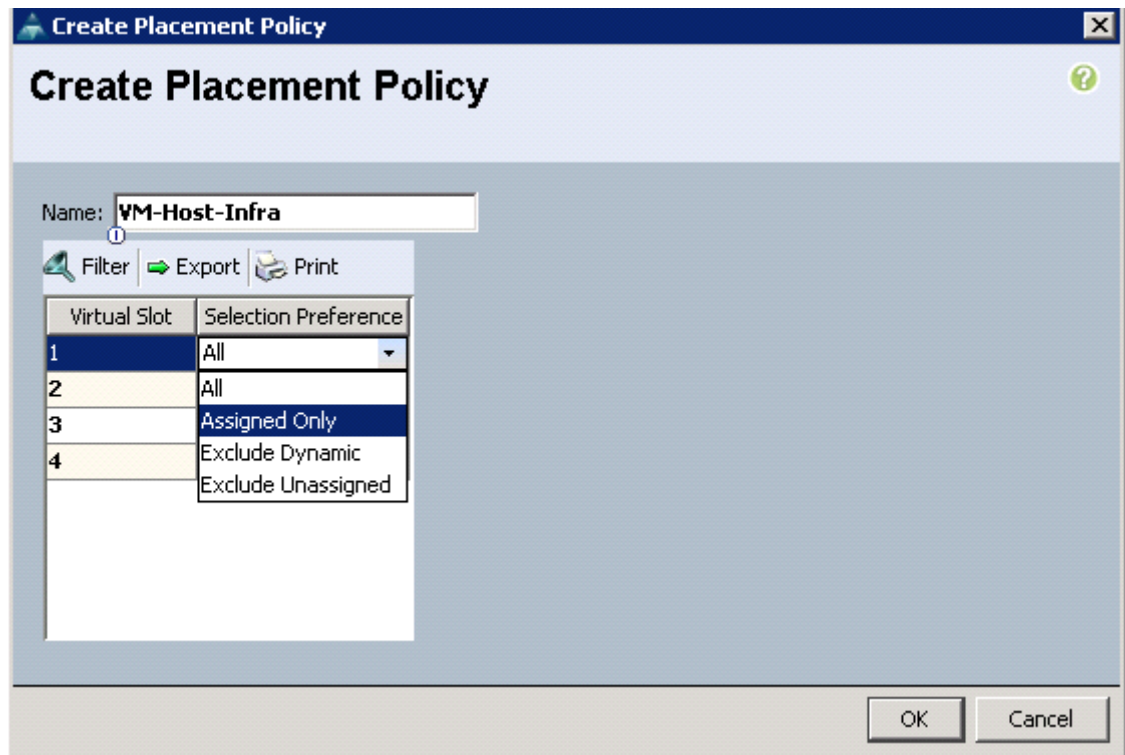 Create Placement Policy
Create Placement Policy
?
Name: VM-Host-Infra
Filter Export Print
Virtual Slot Selection Preference
1 All
2 All
3 Assigned Only
4 Exclude Dynamic
Exclude Unassigned
OK Cancel